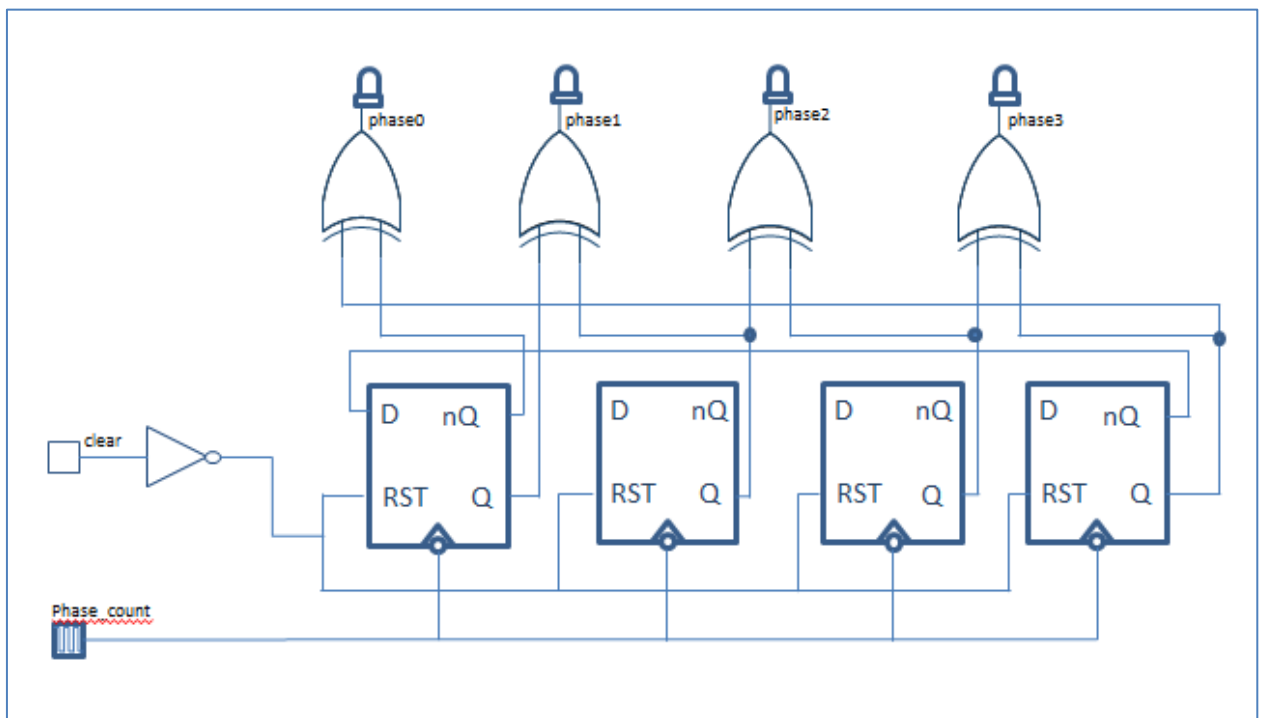 phase0
phase1
phase2
phase3
D
nQ
D
nQ
D
nQ
D
nQ
clear
RST
Q
RST
Q
RST
Q
RST
Q
Phase_count